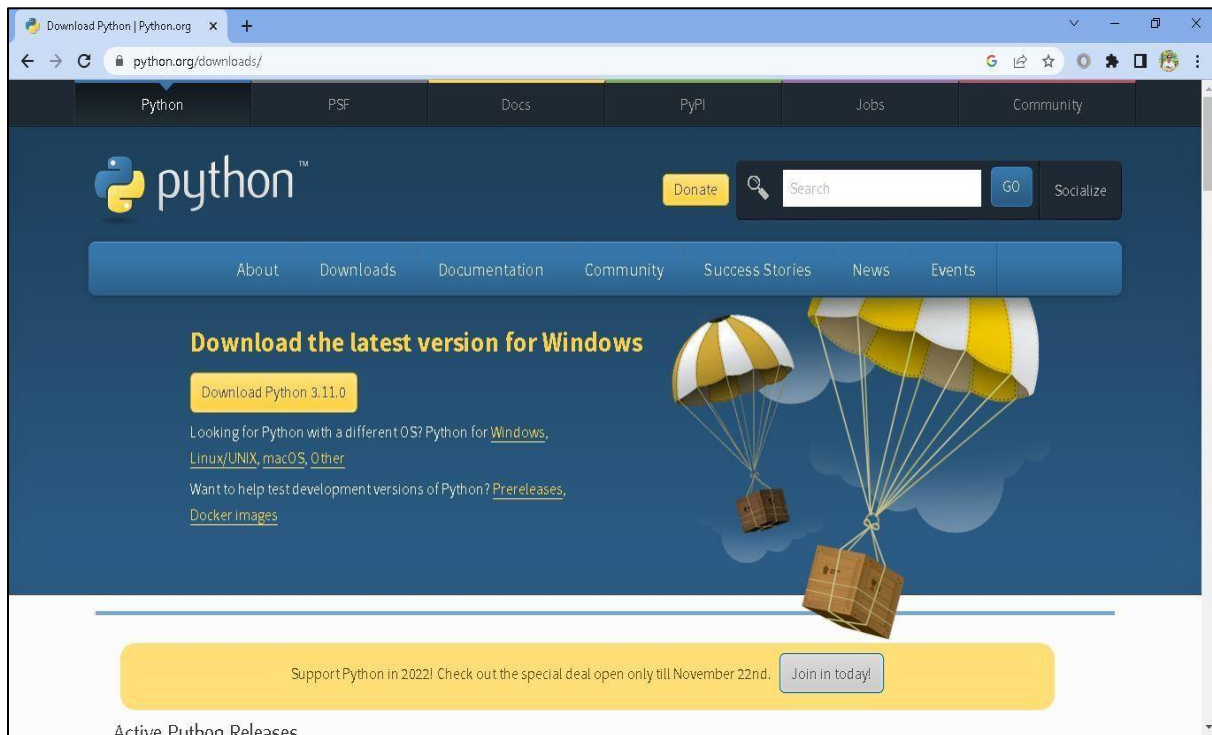 Download Python | Python.org
python.org/downloads/
Python PSF Docs PyPI Jobs Community
python™
Donate Search GO Socialize
About Downloads Documentation Community Success Stories News Events
Download the latest version for Windows
Download Python 3.11.0
Looking for Python with a different OS? Python for Windows,
Linux/UNIX, macOS, Other
Want to help test development versions of Python? Prereleases,
Docker images
Support Python in 2022! Check out the special deal open only till November 22nd. Join in today!
Active Python Releases